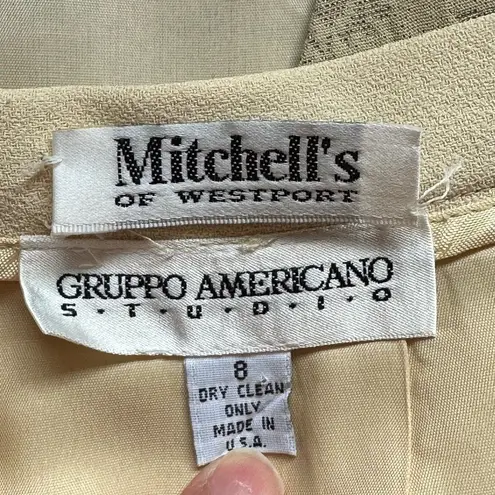 Mitchell's
OF WESTPORT
GRUPPO AMERICANO
S·T·U·D·I·O
8
DRY CLEAN
ONLY
MADE IN
U.S.A.